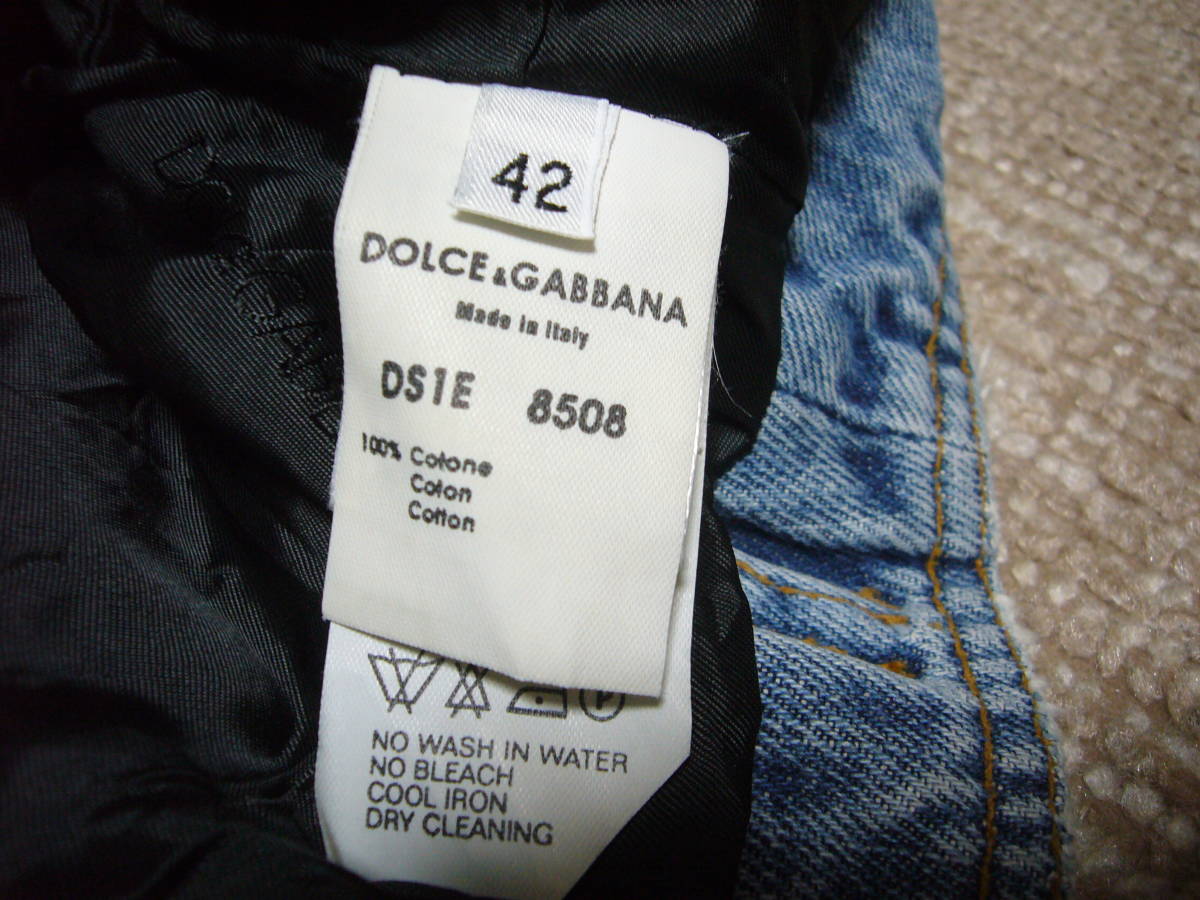 42
DOLCE&GABBANA
Made in Italy
DS1E 8508
100% Cotone
Coton
Cotton
NO WASH IN WATER
NO BLEACH
COOL IRON
DRY CLEANING